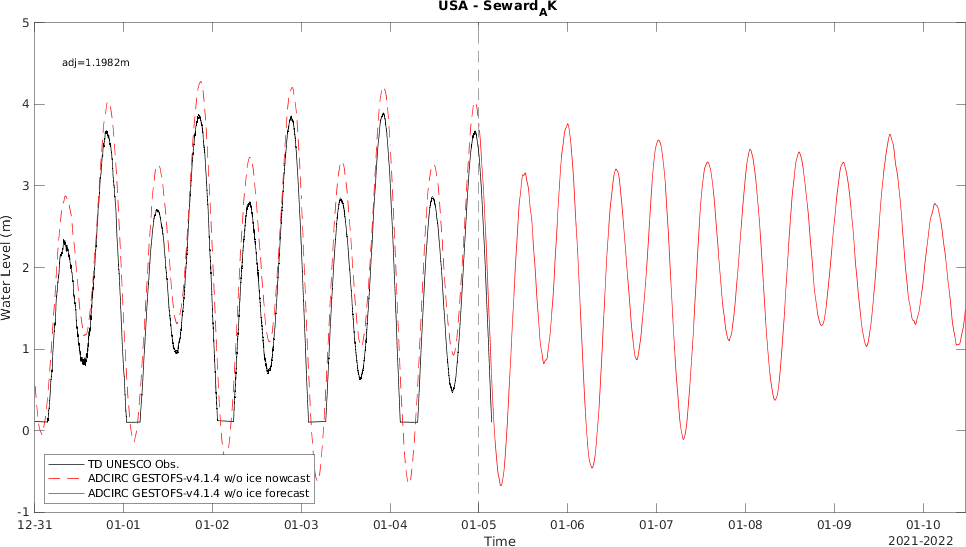 USA - Seward_AK
adj=1.1982m
5
4
3
2
1
0
-1
Water Level (m)
TD UNESCO Obs.
ADCIRC GESTOFS-v4.1.4 w/o ice nowcast
ADCIRC GESTOFS-v4.1.4 w/o ice forecast
12-31 01-01 01-02 01-03 01-04 01-05 01-06 01-07 01-08 01-09 01-10
Time
2021-2022